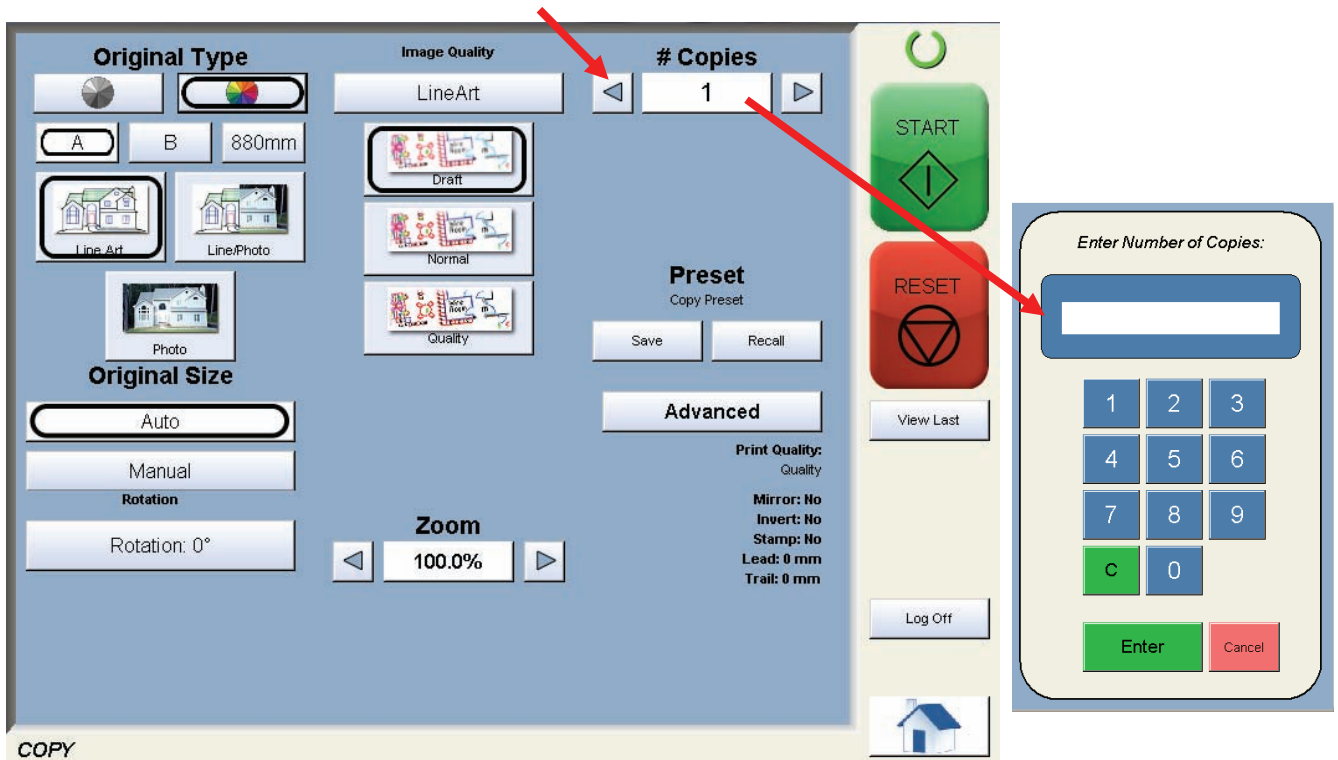 Original Type
A
B
880mm
Line Art
Line/Photo
Photo
Original Size
Auto
Manual
Rotation
Rotation: 0°
Image Quality
LineArt
Draft
Normal
Quality
Zoom
100.0%
# Copies
1
Preset
Copy Preset
Save
Recall
Advanced
Print Quality:
Quality
Mirror: No
Invert: No
Stamp: No
Lead: 0 mm
Trail: 0 mm
START
RESET
View Last
Log Off
COPY
Enter Number of Copies:
1 2 3
4 5 6
7 8 9
C 0
Enter Cancel